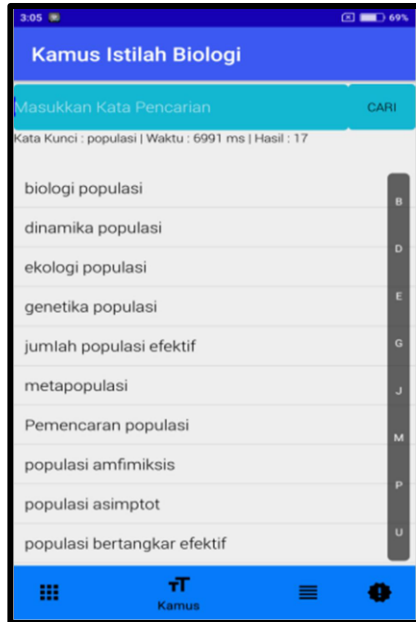 3:05
69%
Kamus Istilah Biologi
Masukkan Kata Pencarian
CARI
Kata Kunci : populasi | Waktu : 6991 ms | Hasil : 17
biologi populasi
dinamika populasi
ekologi populasi
genetika populasi
jumlah populasi efektif
metapopulasi
Pemencaran populasi
populasi amfimiksis
populasi asimptot
populasi bertangkar efektif
B
D
E
G
J
M
P
U
Kamus